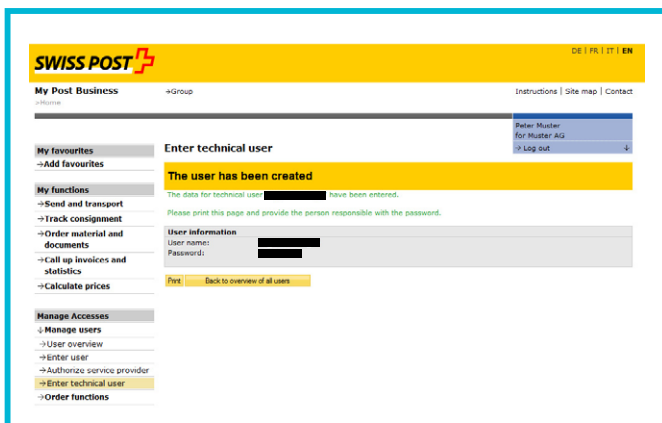 DE | FR | IT | EN
SWISS POST
My Post Business
→Group
Instructions | Site map | Contact
>Home
Peter Muster
for Muster AG
→ Log out ↓
My favourites
→Add favourites
My functions
→Send and transport
→Track consignment
→Order material and
documents
→Call up invoices and
statistics
→Calculate prices
Manage Accesses
↓Manage users
→User overview
→Enter user
→Authorize service provider
→Enter technical user
→Order functions
Enter technical user
The user has been created
The data for technical user have been entered.
Please print this page and provide the person responsible with the password.
User information
User name:
Password:
Print Back to overview of all users